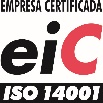 EMPRESA CERTIFICADA
eiC
ISO 14001